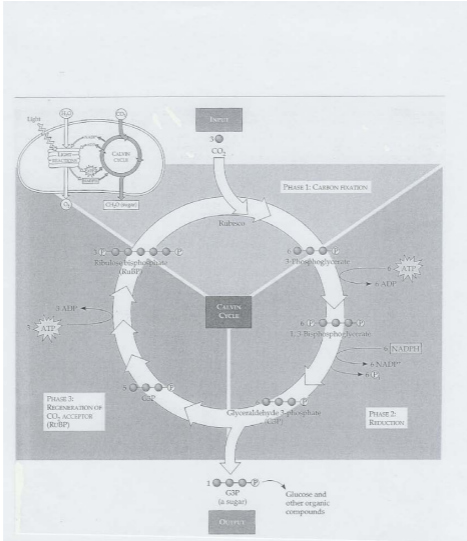 Light
H₂O
CO₂
LIGHT
REACTIONS
CALVIN
CYCLE
O₂
[CH₂O] (sugar)
INPUT
3
CO₂
PHASE 1: CARBON FIXATION
Rubisco
3 P P
Ribulose bisphosphate
(RuBP)
6 P
3-Phosphoglycerate
6 ATP
6 ADP
3 ADP
3 ATP
CALVIN
CYCLE
6 P P
1, 3-Bisphosphoglycerate
6 NADPH
6 NADP⁺
6 Pᵢ
5 P
G3P
6 P
Glyceraldehyde 3-phosphate
(G3P)
PHASE 3:
REGENERATION OF
CO₂ ACCEPTOR
(RUBP)
PHASE 2:
REDUCTION
1 P
G3P
(a sugar)
Glucose and
other organic
compounds
OUTPUT